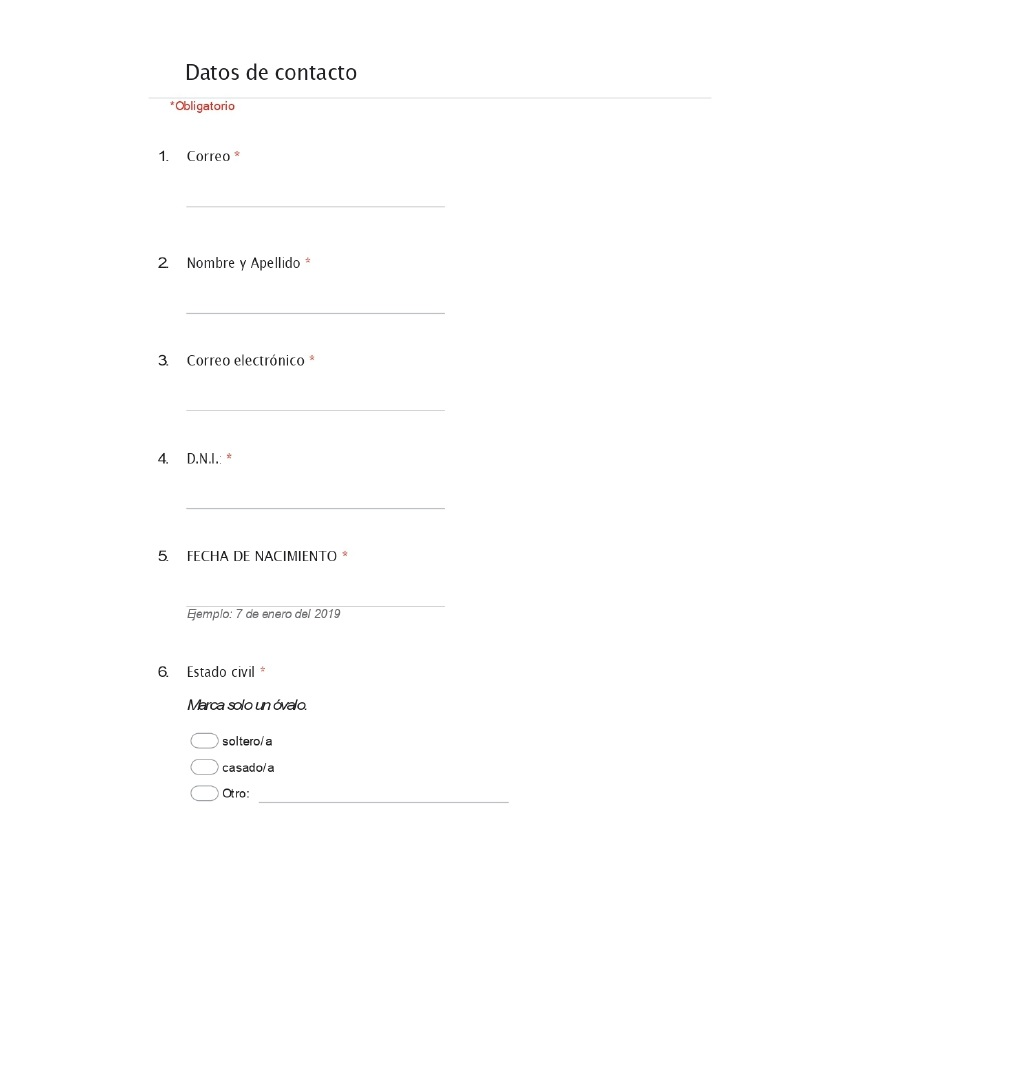 Datos de contacto
*Obligatorio
1. Correo *
2. Nombre y Apellido *
3. Correo electrónico *
4. D.N.I.: *
5. FECHA DE NACIMIENTO *
Ejemplo: 7 de enero del 2019
6. Estado civil *
Marca solo un óvalo.
soltero/a
casado/a
Otro: